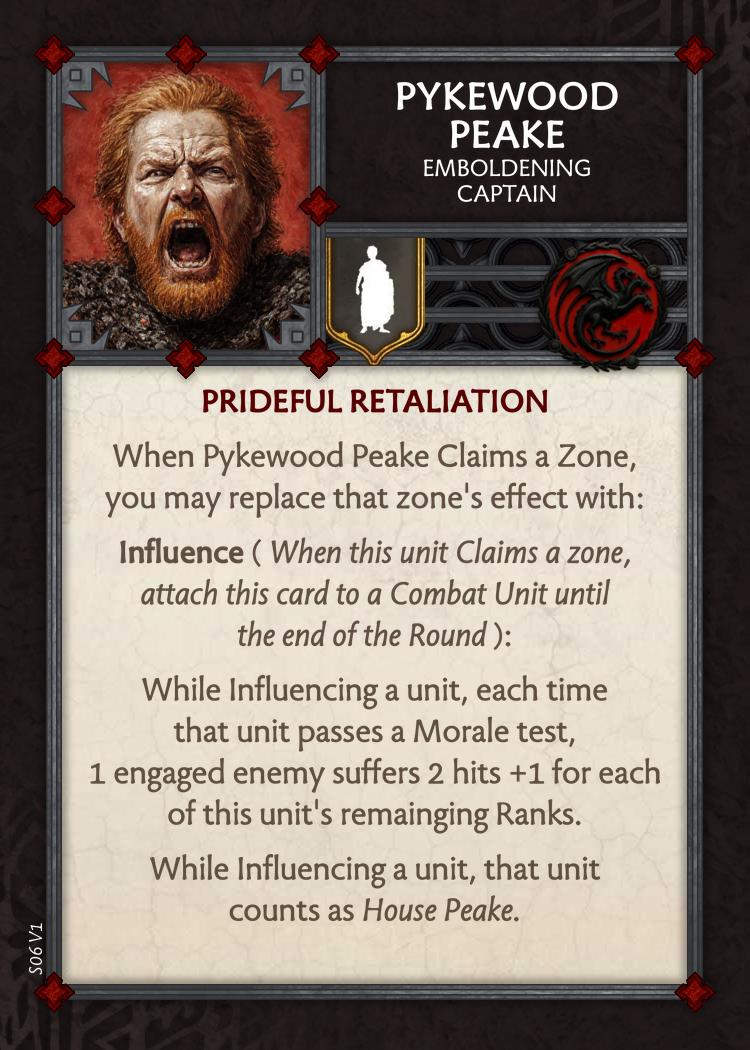 PYKEWOOD
PEAKE
EMBOLDENING
CAPTAIN
PRIDEFUL RETALIATION
When Pykewood Peake Claims a Zone,
you may replace that zone's effect with:
Influence ( When this unit Claims a zone,
attach this card to a Combat Unit until
the end of the Round ):
While Influencing a unit, each time
that unit passes a Morale test,
1 engaged enemy suffers 2 hits +1 for each
of this unit's remainging Ranks.
While Influencing a unit, that unit
counts as House Peake.
S06 V1